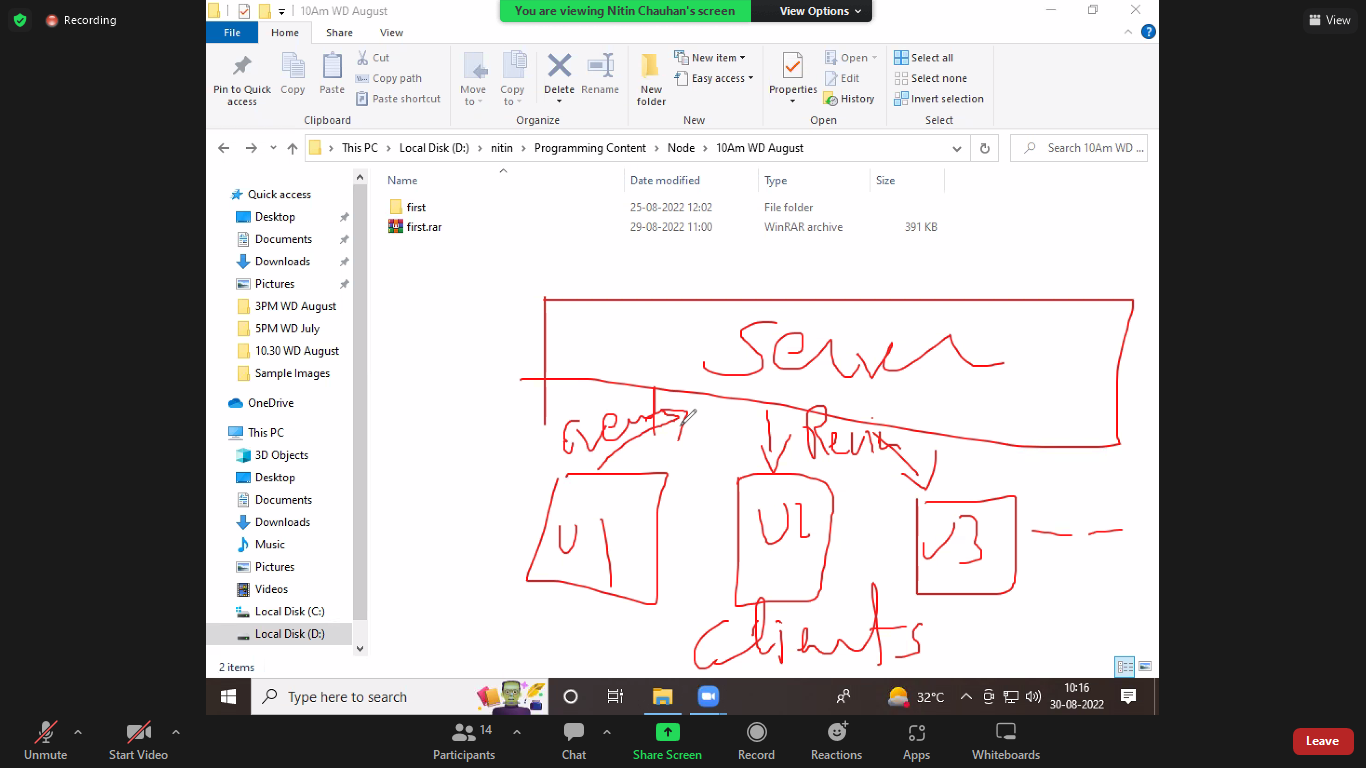 Recording
10Am WD August
You are viewing Nitin Chauhan's screen
View Options
View
File
Home
Share
View
?
Pin to Quick
access
Copy
Paste
Cut
Copy path
Paste shortcut
Clipboard
Move
to
Copy
to
Delete
Rename
Organize
New
folder
New item
Easy access
New
Properties
Open
Edit
History
Open
Select all
Select none
Invert selection
Select
This PC > Local Disk (D:) > nitin > Programming Content > Node > 10Am WD August
Search 10Am WD ...
Name
Date modified
Type
Size
first
25-08-2022 12:02
File folder
first.rar
29-08-2022 11:00
WinRAR archive
391 KB
Quick access
Desktop
Documents
Downloads
Pictures
3PM WD August
5PM WD July
10.30 WD August
Sample Images
OneDrive
This PC
3D Objects
Desktop
Documents
Downloads
Music
Pictures
Videos
Local Disk (C:)
Local Disk (D:)
2 items
Server
events
U1
U2
U3
clients
Type here to search
32°C
10:16
30-08-2022
Unmute
Start Video
14
Participants
Chat
Share Screen
Record
Reactions
Apps
Whiteboards
Leave